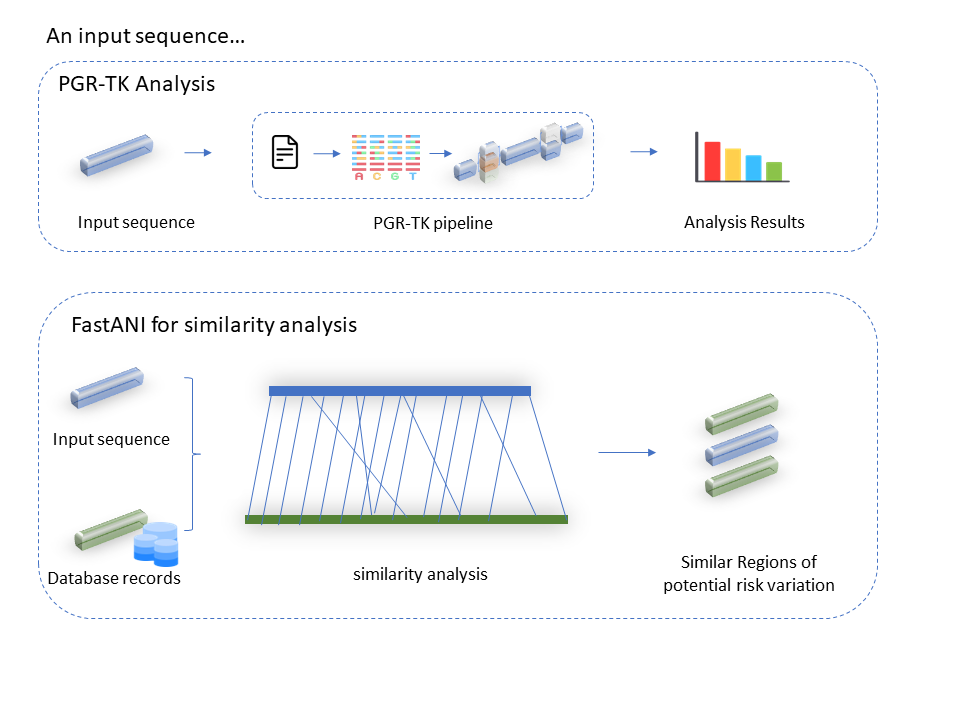 An input sequence…
PGR-TK Analysis
A C G T
Input sequence
PGR-TK pipeline
Analysis Results
FastANI for similarity analysis
Input sequence
Database records
similarity analysis
Similar Regions of
potential risk variation